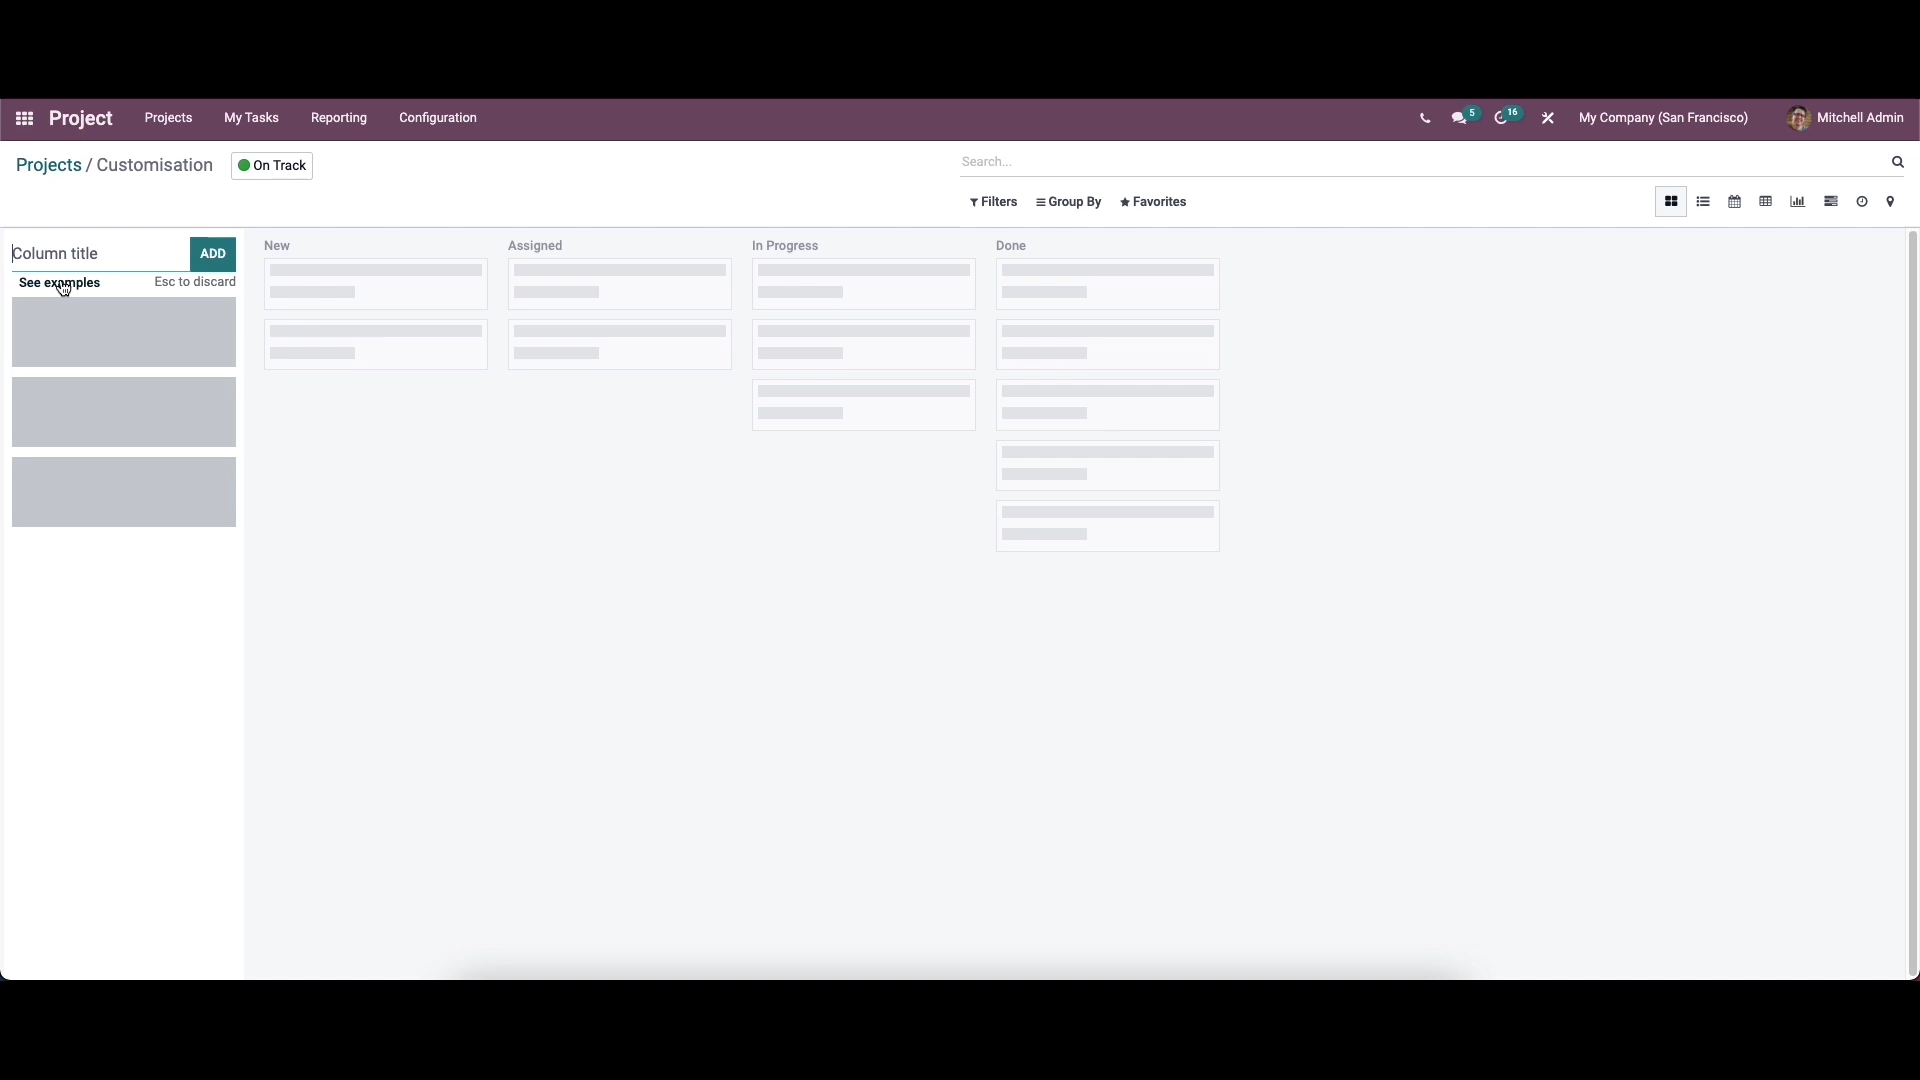 Project Projects My Tasks Reporting Configuration 5 16 My Company (San Francisco) Mitchell Admin
Projects / Customisation On Track Search...
Filters Group By Favorites
Column title ADD New Assigned In Progress Done
See examples Esc to discard